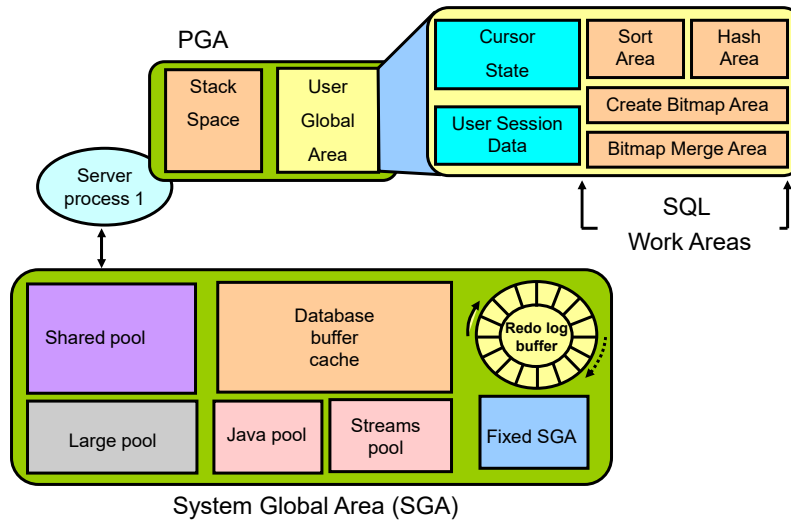 PGA
Stack
Space
User
Global
Area
Cursor
State
User Session
Data
Sort
Area
Hash
Area
Create Bitmap Area
Bitmap Merge Area
SQL
Work Areas
Server
process 1
Shared pool
Database
buffer
cache
Redo log
buffer
Large pool
Java pool
Streams
pool
Fixed SGA
System Global Area (SGA)